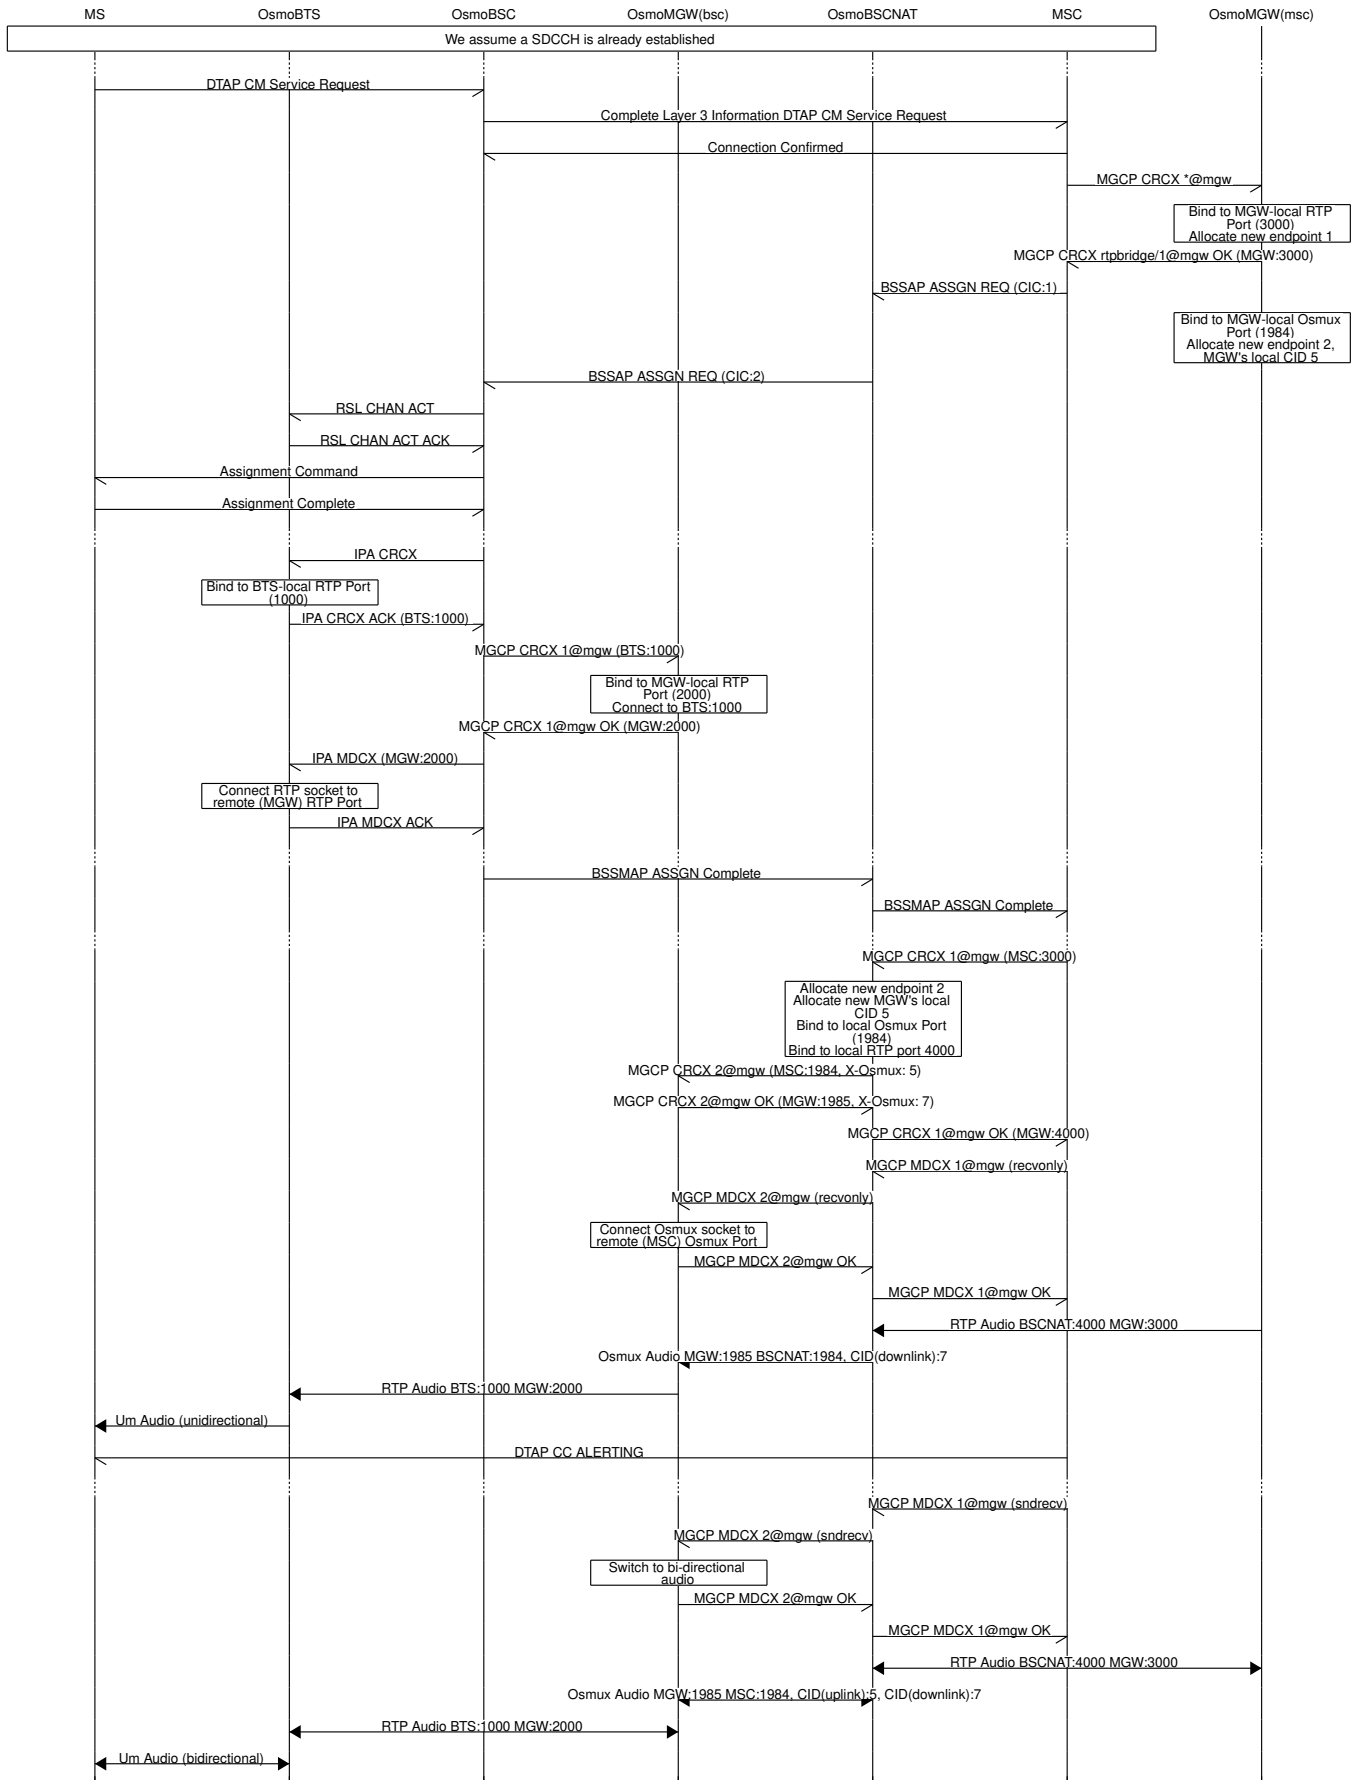 MS OsmoBTS OsmoBSC OsmoMGW(bsc) OsmoBSCNAT MSC OsmoMGW(msc)
We assume a SDCCH is already established
DTAP CM Service Request
Complete Layer 3 Information DTAP CM Service Request
Connection Confirmed
MGCP CRCX *@mgw
Bind to MGW-local RTP
Port (3000)
Allocate new endpoint 1
MGCP CRCX rtpbridge/1@mgw OK (MGW:3000)
BSSAP ASSGN REQ (CIC:1)
Bind to MGW-local Osmux
Port (1984)
Allocate new endpoint 2,
MGW's local CID 5
BSSAP ASSGN REQ (CIC:2)
RSL CHAN ACT
RSL CHAN ACT ACK
Assignment Command
Assignment Complete
IPA CRCX
Bind to BTS-local RTP Port
(1000)
IPA CRCX ACK (BTS:1000)
MGCP CRCX 1@mgw (BTS:1000)
Bind to MGW-local RTP
Port (2000)
Connect to BTS:1000
MGCP CRCX 1@mgw OK (MGW:2000)
IPA MDCX (MGW:2000)
Connect RTP socket to
remote (MGW) RTP Port
IPA MDCX ACK
BSSMAP ASSGN Complete
BSSMAP ASSGN Complete
MGCP CRCX 1@mgw (MSC:3000)
Allocate new endpoint 2
Allocate new MGW's local
CID 5
Bind to local Osmux Port
(1984)
Bind to local RTP port 4000
MGCP CRCX 2@mgw (MSC:1984, X-Osmux: 5)
MGCP CRCX 2@mgw OK (MGW:1985, X-Osmux: 7)
MGCP CRCX 1@mgw OK (MGW:4000)
MGCP MDCX 1@mgw (recvonly)
MGCP MDCX 2@mgw (recvonly)
Connect Osmux socket to
remote (MSC) Osmux Port
MGCP MDCX 2@mgw OK
MGCP MDCX 1@mgw OK
RTP Audio BSCNAT:4000 MGW:3000
Osmux Audio MGW:1985 BSCNAT:1984, CID(downlink):7
RTP Audio BTS:1000 MGW:2000
Um Audio (unidirectional)
DTAP CC ALERTING
MGCP MDCX 1@mgw (sndrecv)
MGCP MDCX 2@mgw (sndrecv)
Switch to bi-directional
audio
MGCP MDCX 2@mgw OK
MGCP MDCX 1@mgw OK
RTP Audio BSCNAT:4000 MGW:3000
Osmux Audio MGW:1985 MSC:1984, CID(uplink):5, CID(downlink):7
RTP Audio BTS:1000 MGW:2000
Um Audio (bidirectional)